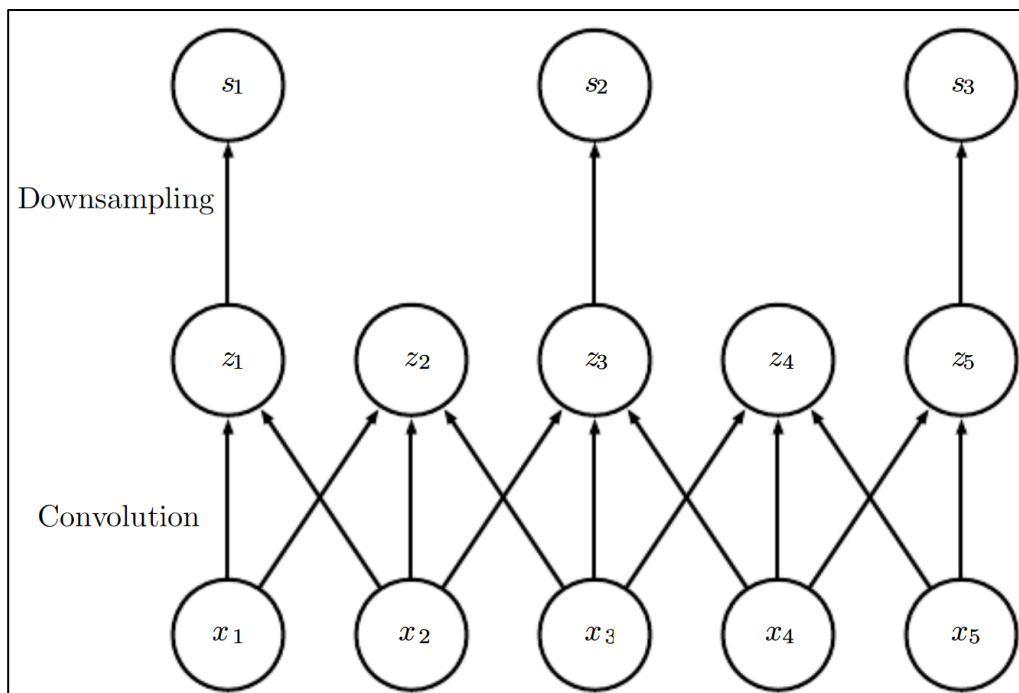 s1 s2 s3
Downsampling
z1 z2 z3 z4 z5
Convolution
x1 x2 x3 x4 x5